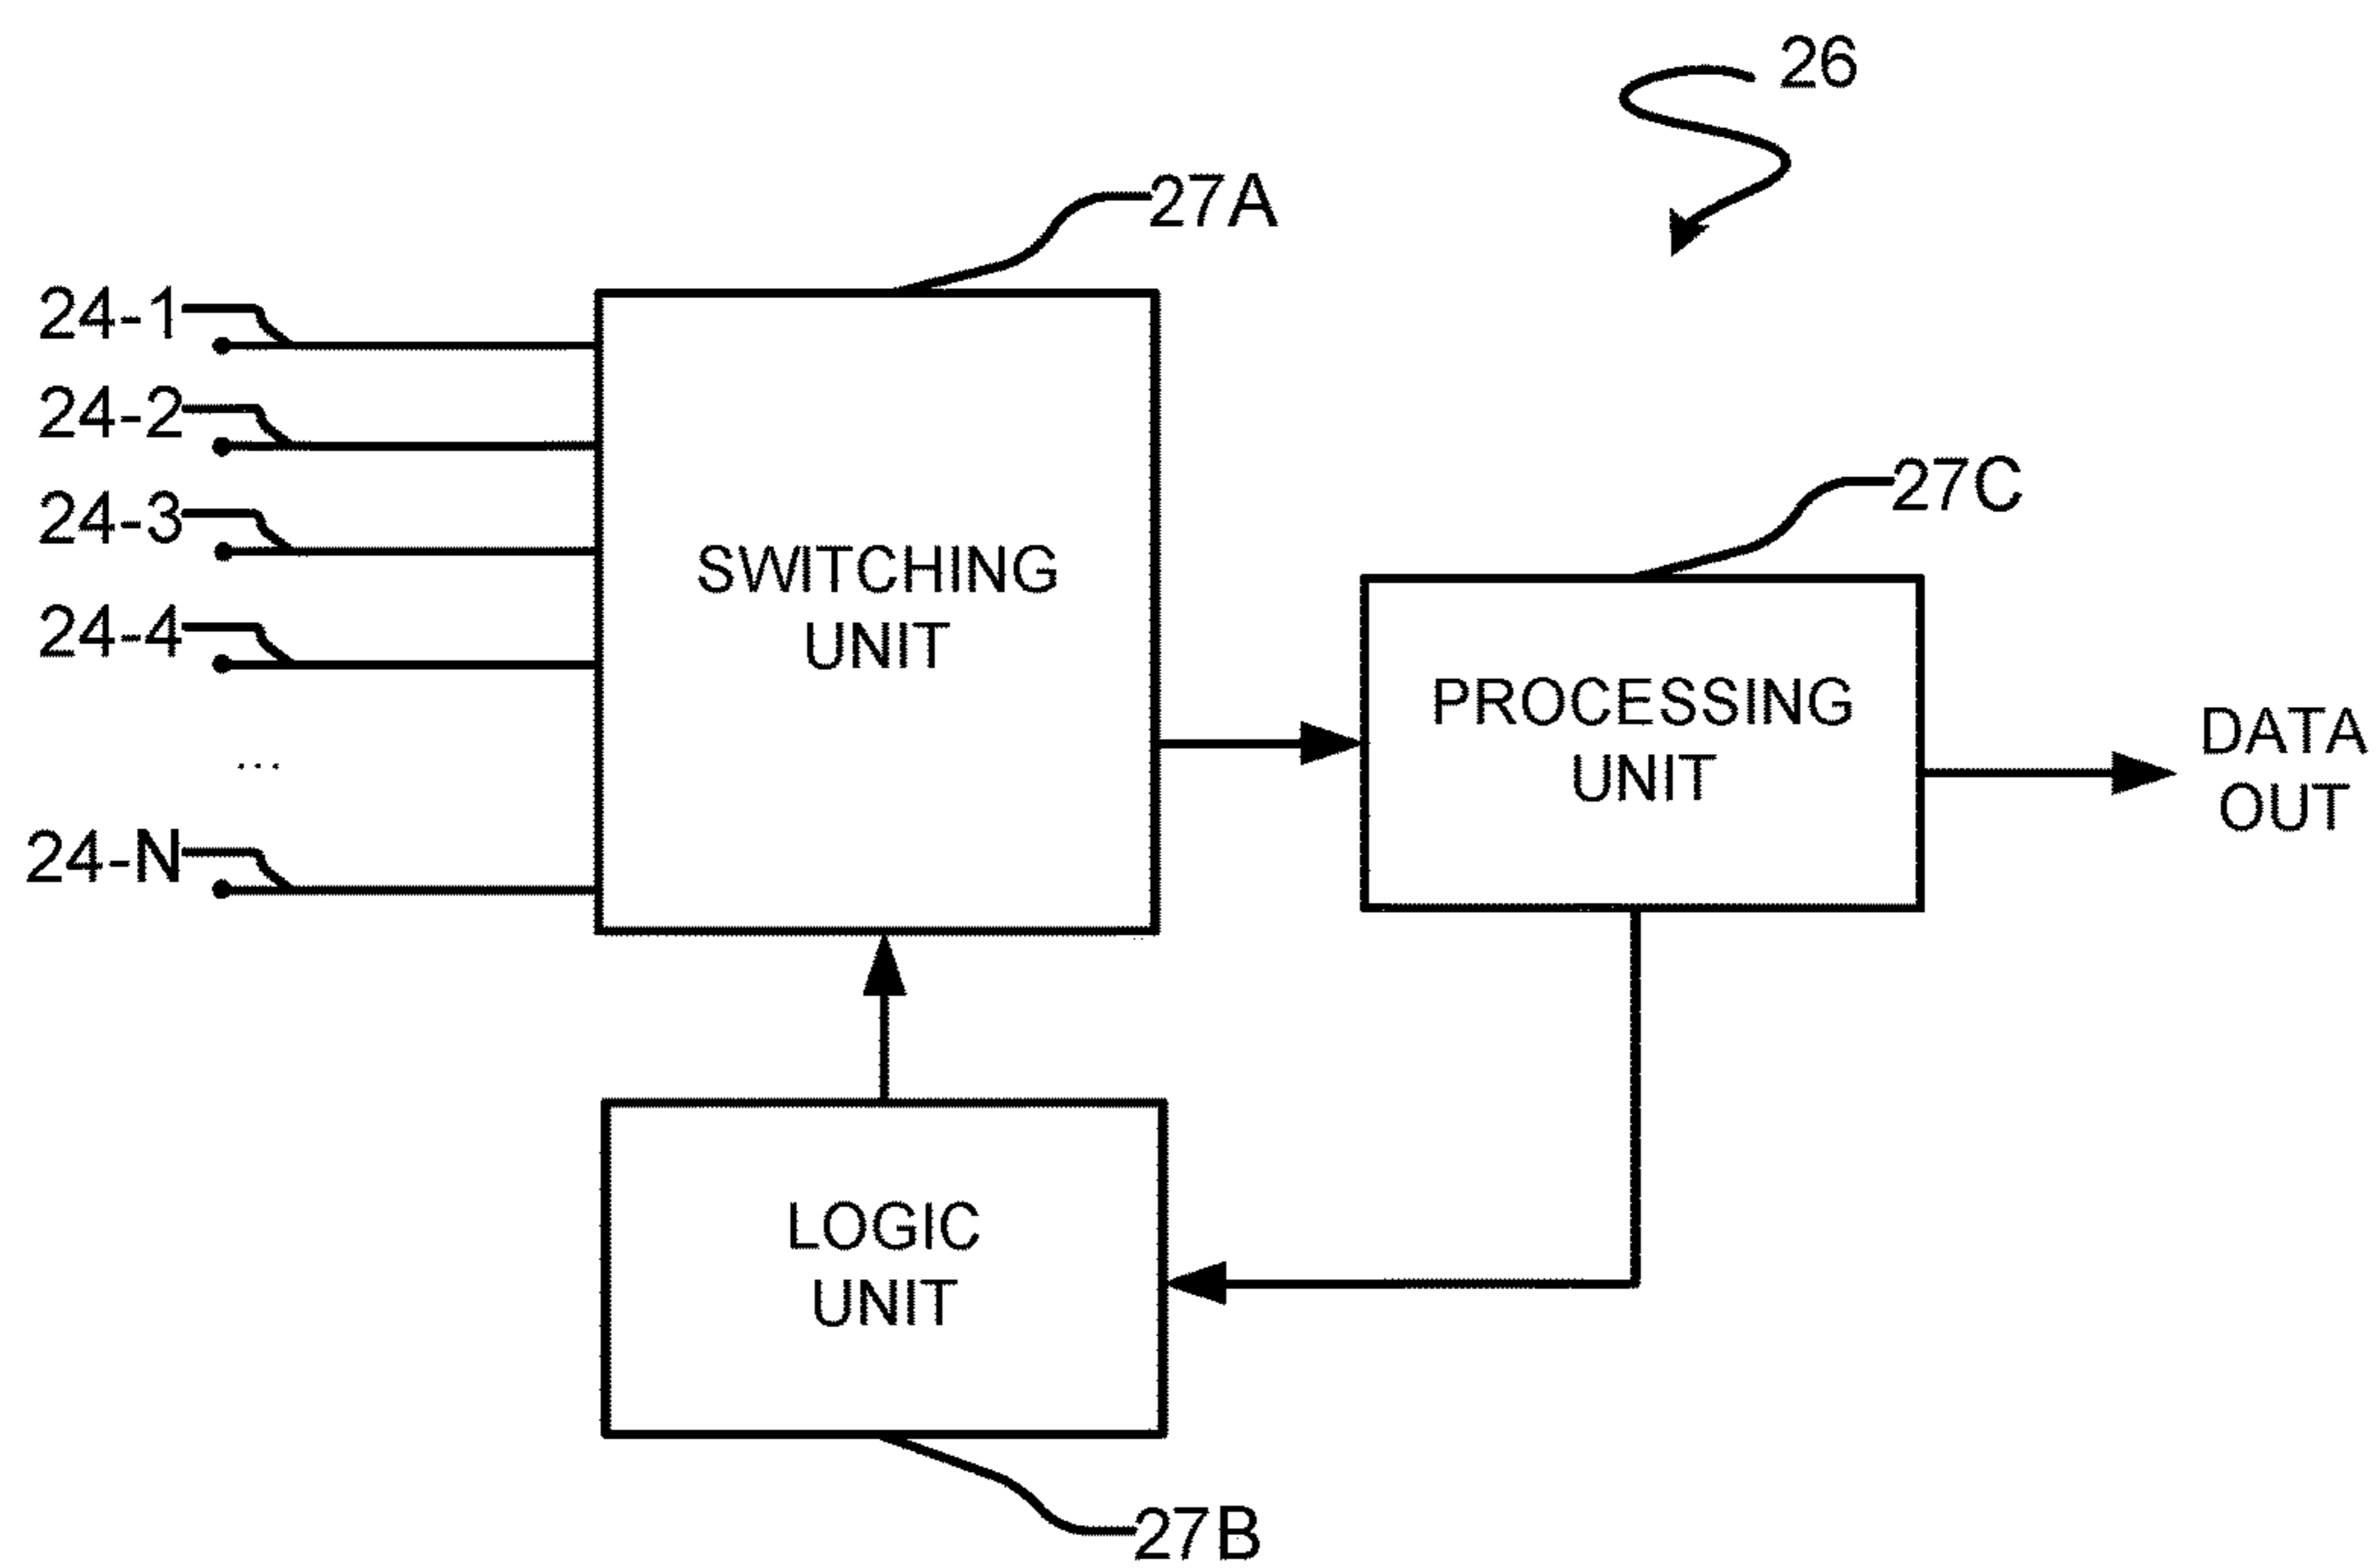 26
27A
24-1
24-2
24-3
24-4
...
24-N
SWITCHING
UNIT
27C
PROCESSING
UNIT
DATA
OUT
LOGIC
UNIT
27B